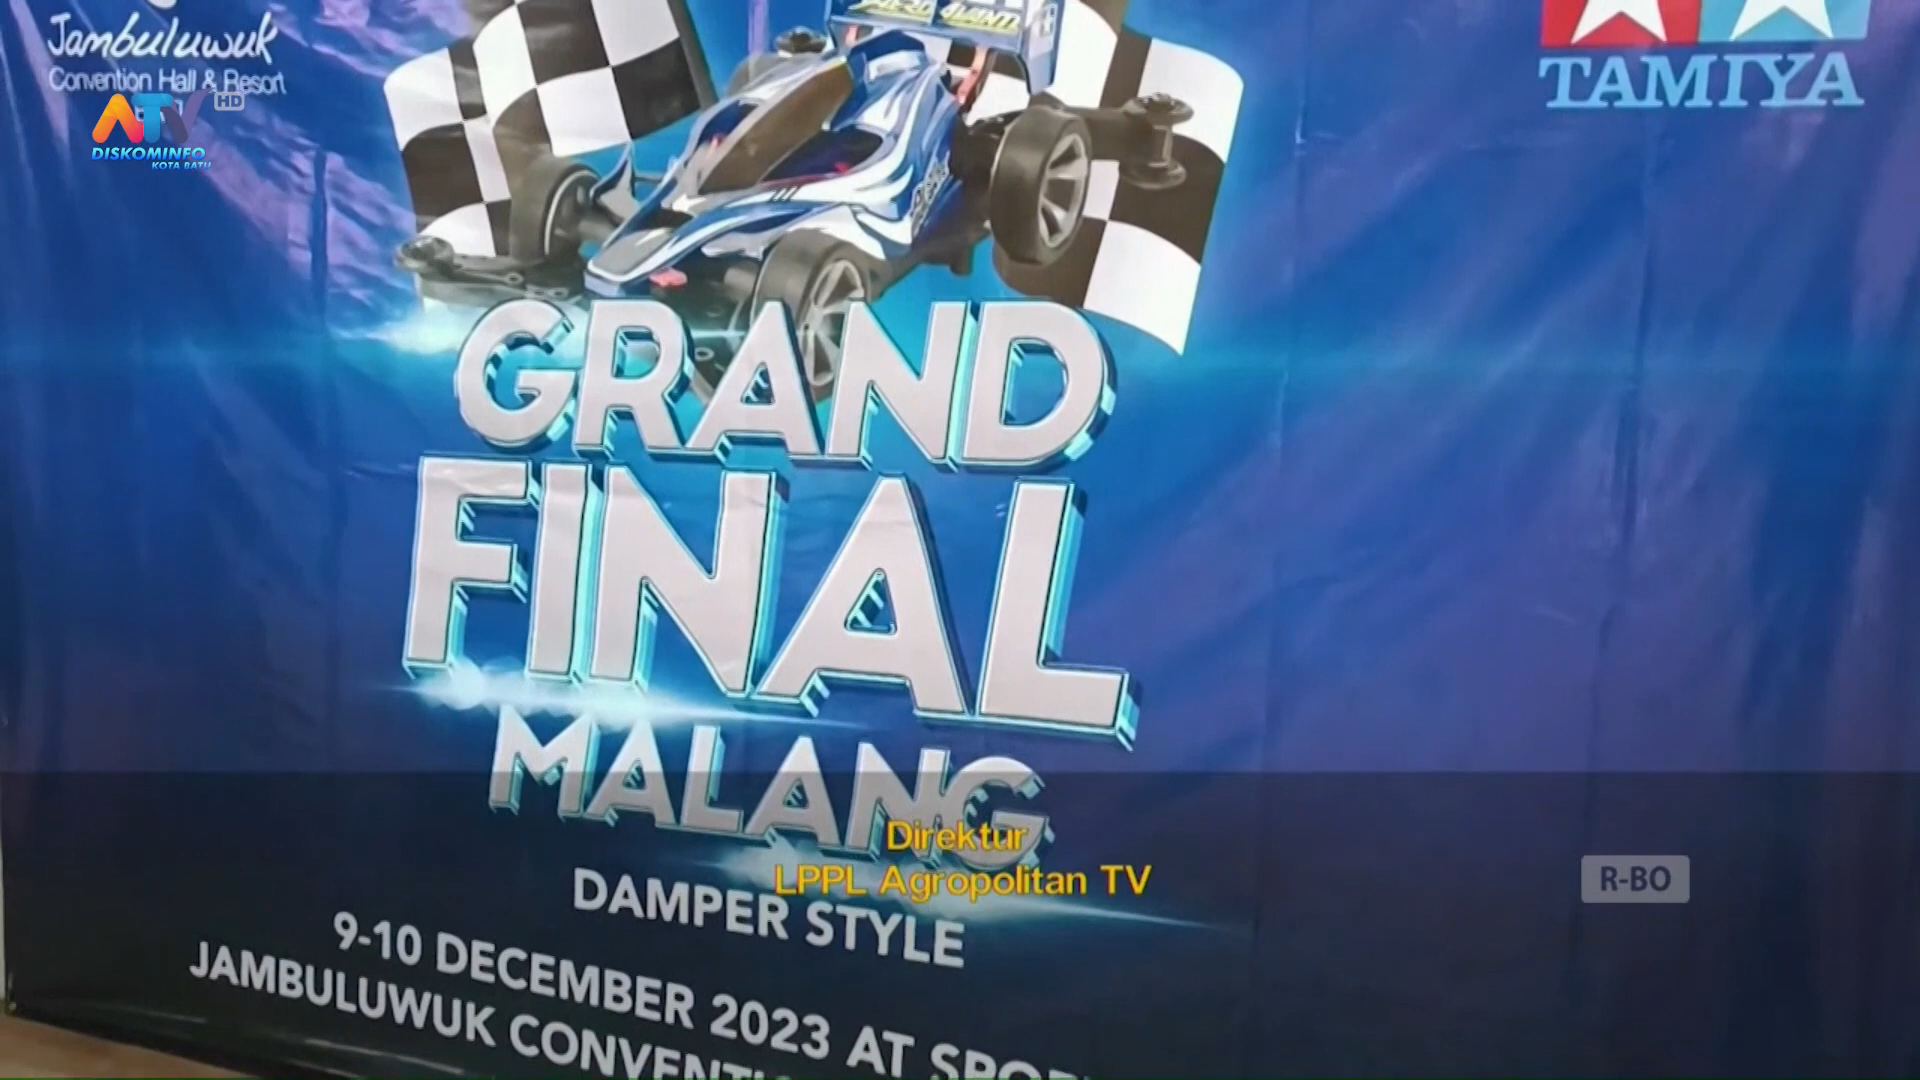 Jambuluwuk
Convention Hall & Resort
ATV HD
DISKOMINFO
KOTA BATU
TAMIYA
GRAND
FINAL
MALANG
Direktur
LPPL Agropolitan TV
R-BO
DAMPER STYLE
9-10 DECEMBER 2023 AT
JAMBULUWUK